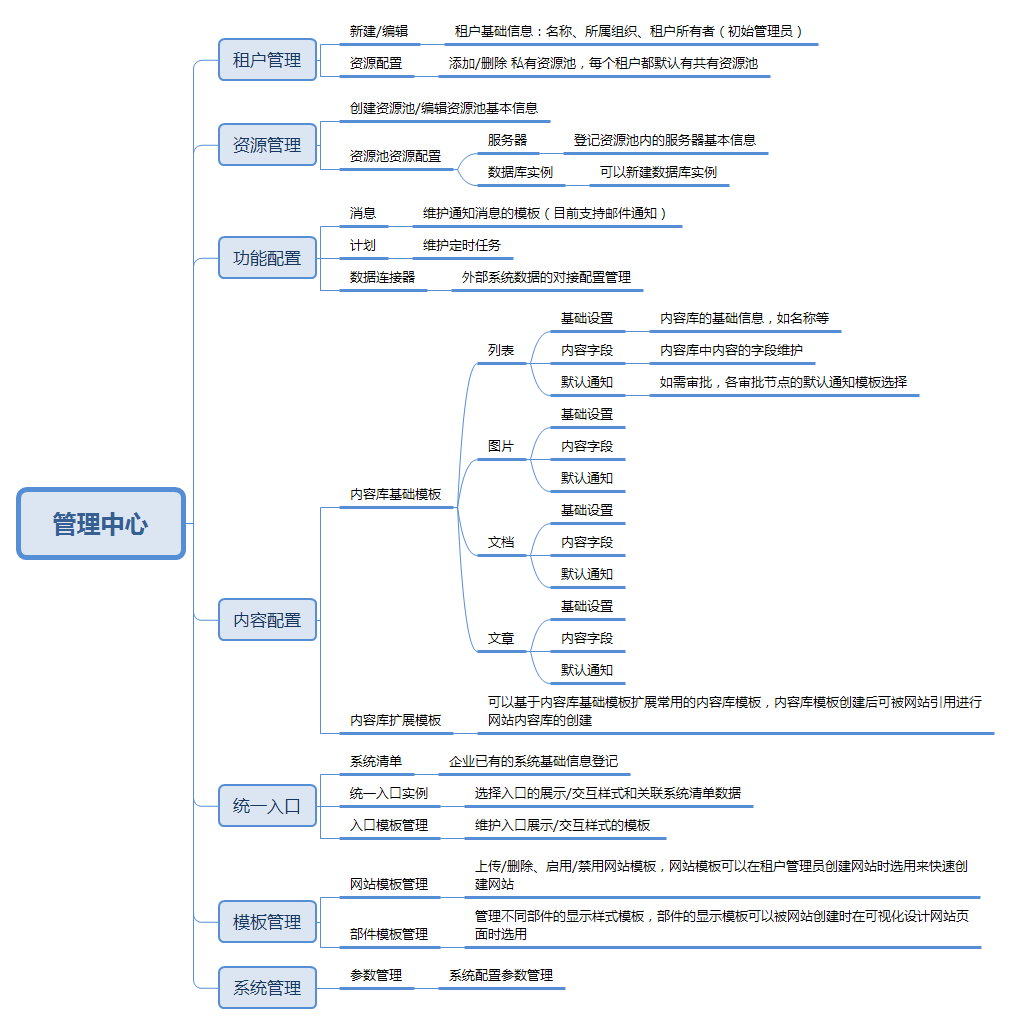 管理中心
租户管理
新建/编辑
租户基础信息：名称、所属组织、租户所有者（初始管理员）
资源配置
添加/删除 私有资源池，每个租户都默认有共有资源池
资源管理
创建资源池/编辑资源池基本信息
资源池资源配置
服务器
登记资源池内的服务器基本信息
数据库实例
可以新建数据库实例
功能配置
消息
维护通知消息的模板（目前支持邮件通知）
计划
维护定时任务
数据连接器
外部系统数据的对接配置管理
内容配置
内容库基础模板
列表
基础设置
内容库的基础信息，如名称等
内容字段
内容库中内容的字段维护
默认通知
如需审批，各审批节点的默认通知模板选择
图片
基础设置
内容字段
默认通知
文档
基础设置
内容字段
默认通知
文章
基础设置
内容字段
默认通知
内容库扩展模板
可以基于内容库基础模板扩展常用的内容库模板，内容库模板创建后可被网站引用进行
网站内容库的创建
统一入口
系统清单
企业已有的系统基础信息登记
统一入口实例
选择入口的展示/交互样式和关联系统清单数据
入口模板管理
维护入口展示/交互样式的模板
模板管理
网站模板管理
上传/删除、启用/禁用网站模板，网站模板可以在租户管理员创建网站时选用来快速创
建网站
部件模板管理
管理不同部件的显示样式模板，部件的显示模板可以被网站创建时在可视化设计网站页
面时选用
系统管理
参数管理
系统配置参数管理